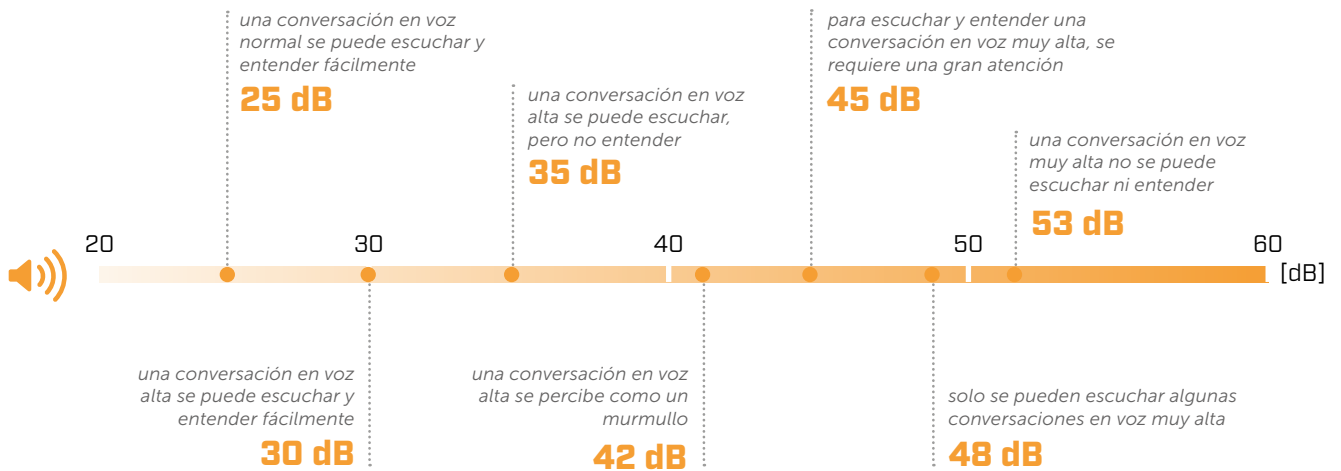 una conversación en voz
normal se puede escuchar y
entender fácilmente
25 dB
una conversación en voz
alta se puede escuchar,
pero no entender
35 dB
para escuchar y entender una
conversación en voz muy alta, se
requiere una gran atención
45 dB
una conversación en voz
muy alta no se puede
escuchar ni entender
53 dB
20 30 40 50 60
[dB]
una conversación en voz
alta se puede escuchar y
entender fácilmente
30 dB
una conversación en voz
alta se percibe como un
murmullo
42 dB
solo se pueden escuchar algunas
conversaciones en voz muy alta
48 dB